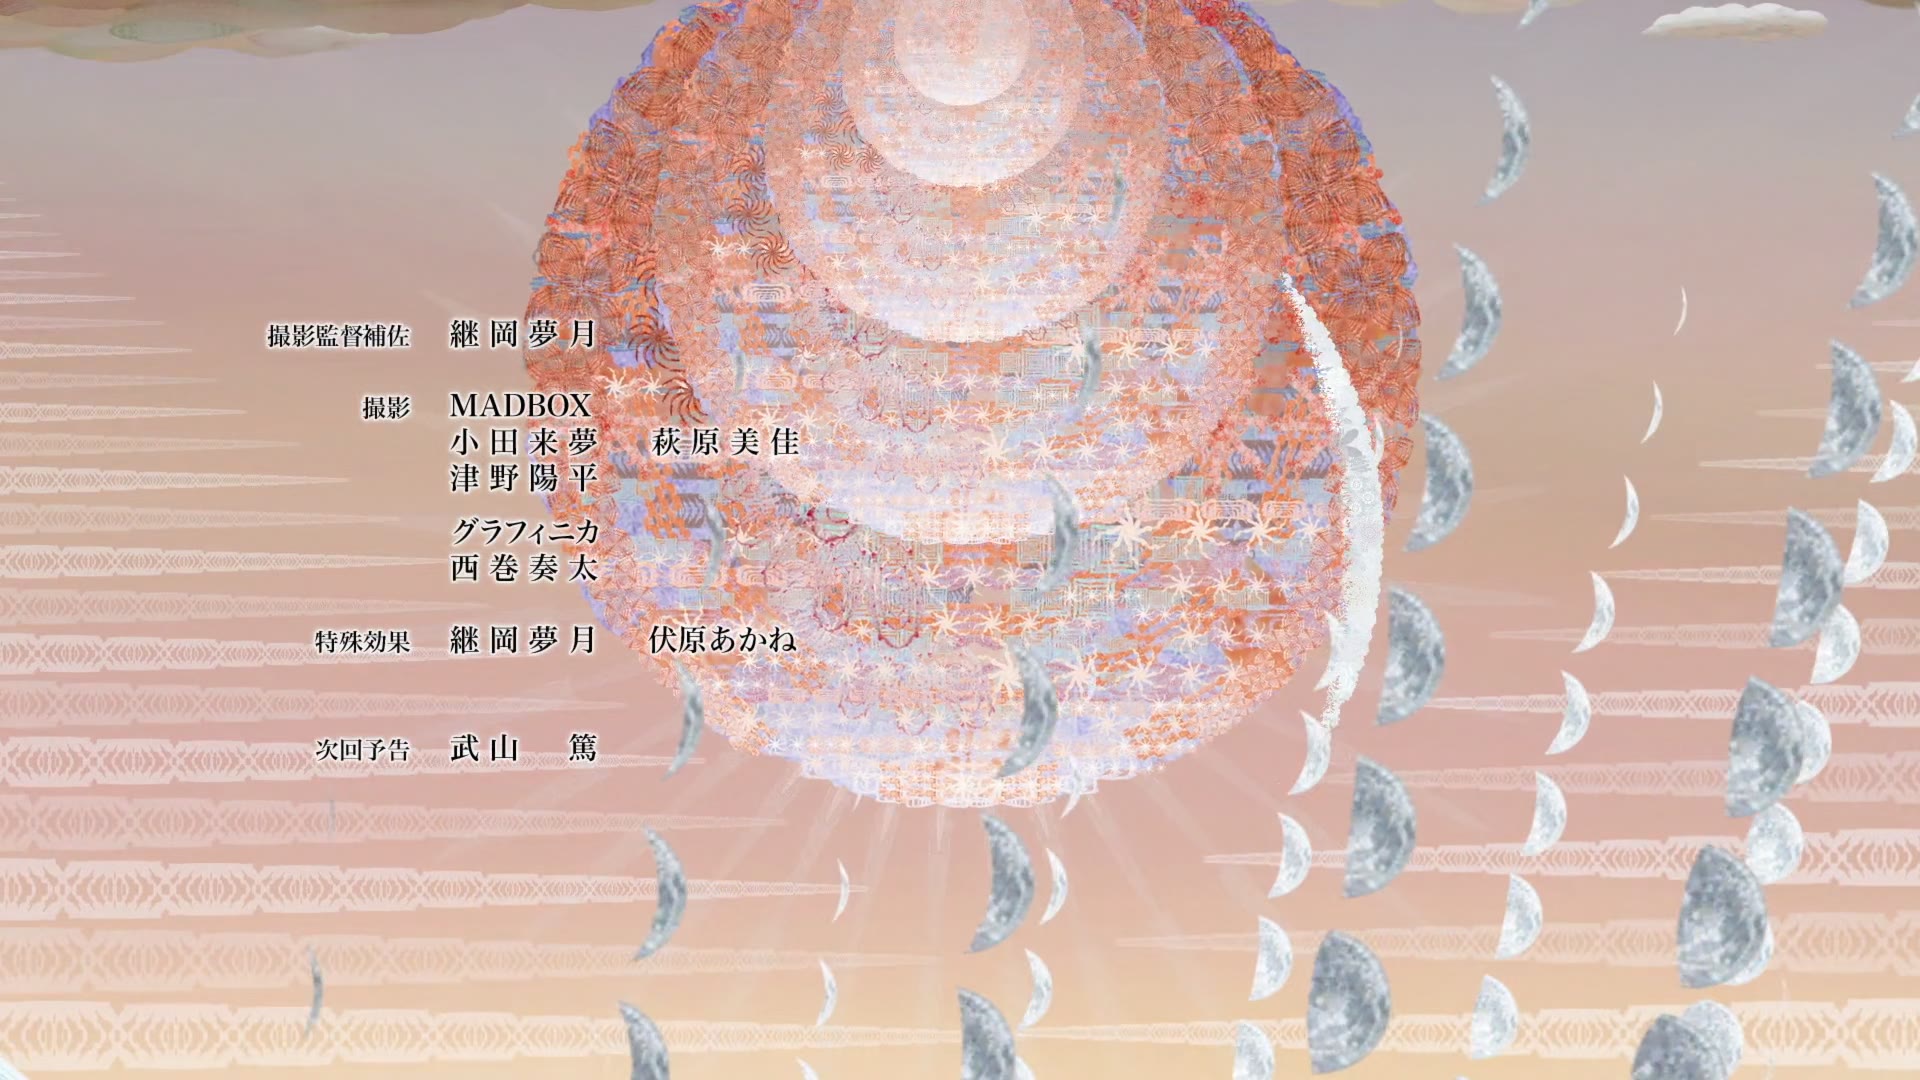 撮影監督補佐 継岡夢月
撮影 MADBOX
小田来夢 萩原美佳
津野陽平
グラフィニカ
西巻奏太
特殊効果 継岡夢月 伏原あかね
次回予告 武山 篤